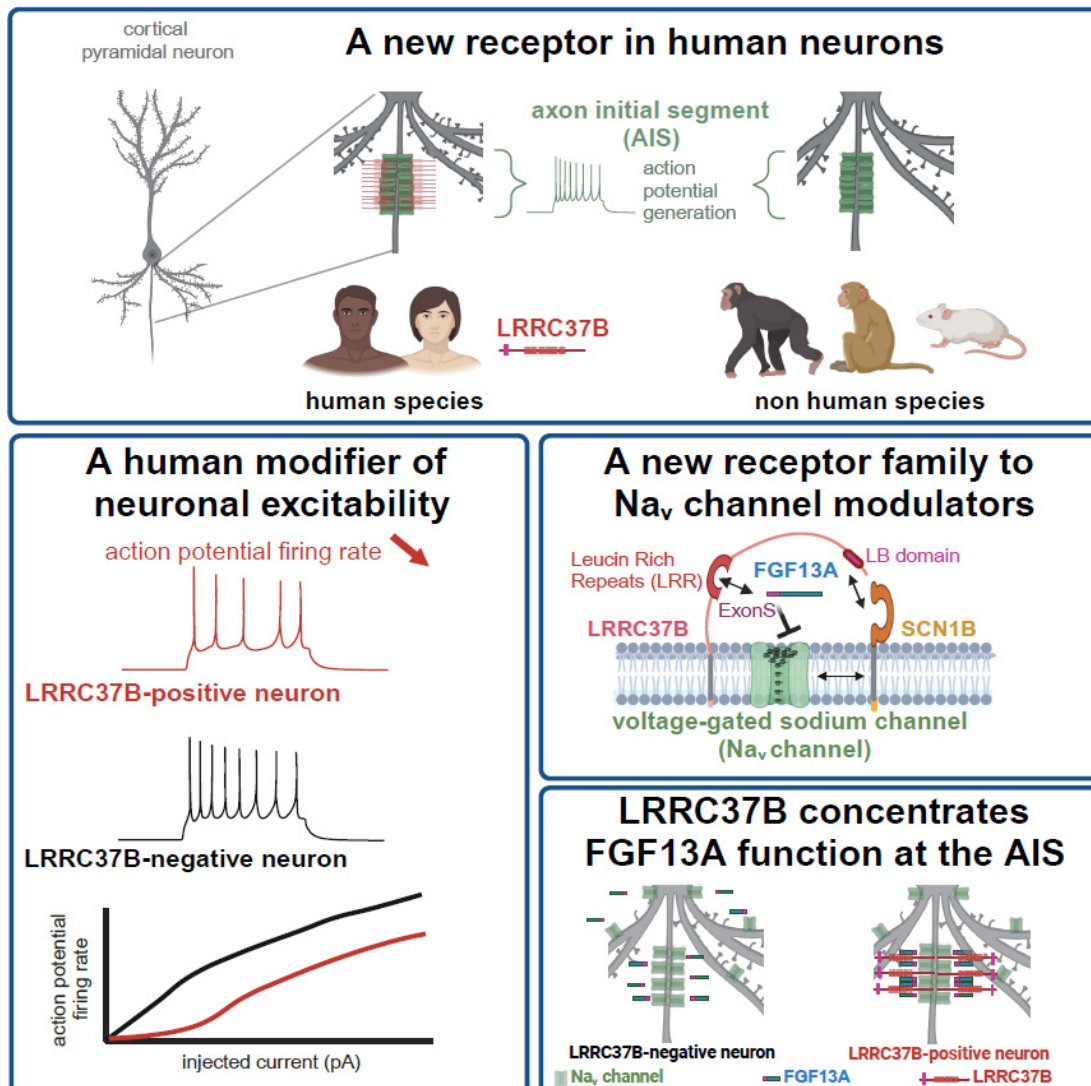 cortical
pyramidal neuron
A new receptor in human neurons
axon initial segment
(AIS)
action
potential
generation
LRRC37B
human species
non human species
A human modifier of
neuronal excitability
action potential firing rate
LRRC37B-positive neuron
LRRC37B-negative neuron
action potential
firing rate
injected current (pA)
A new receptor family to
Naᵥ channel modulators
Leucin Rich
Repeats (LRR)
FGF13A
LB domain
ExonS
LRRC37B
SCN1B
voltage-gated sodium channel
(Naᵥ channel)
LRRC37B concentrates
FGF13A function at the AIS
LRRC37B-negative neuron
LRRC37B-positive neuron
Naᵥ channel
FGF13A
LRRC37B